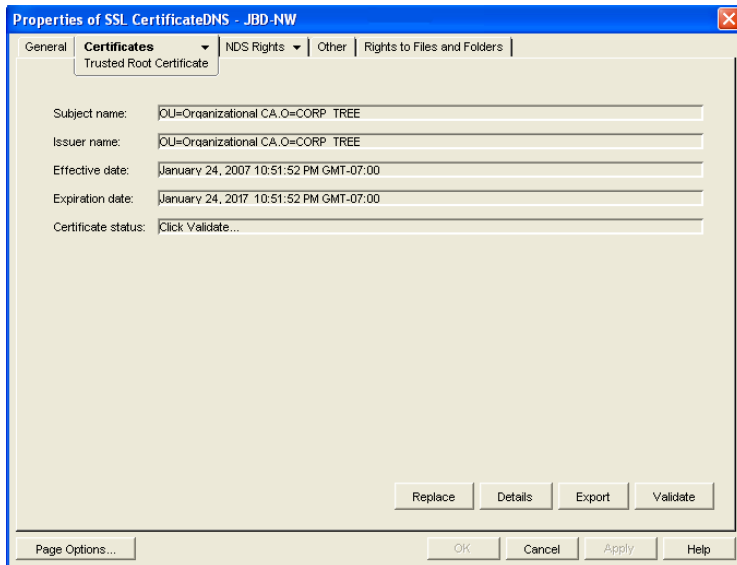 Properties of SSL CertificateDNS - JBD-NW
General Certificates NDS Rights Other Rights to Files and Folders
Trusted Root Certificate
Subject name: OU=Organizational CA.O=CORP_TREE
Issuer name: OU=Organizational CA.O=CORP_TREE
Effective date: January 24, 2007 10:51:52 PM GMT-07:00
Expiration date: January 24, 2017 10:51:52 PM GMT-07:00
Certificate status: Click Validate...
Replace Details Export Validate
Page Options... OK Cancel Apply Help